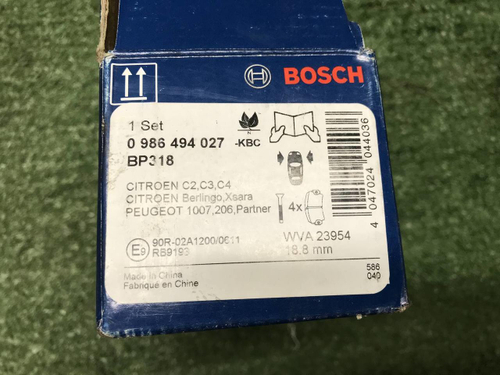 BOSCH
1 Set
0 986 494 027 -KBC
BP318
CITROEN C2,C3,C4
CITROEN Berlingo,Xsara
PEUGEOT 1007,206,Partner
4x
E9 90R-02A1200/0611
RB9193
WVA 23954
18.8 mm
Made in China
Fabriqué en Chine
586
040
4 047024 044036